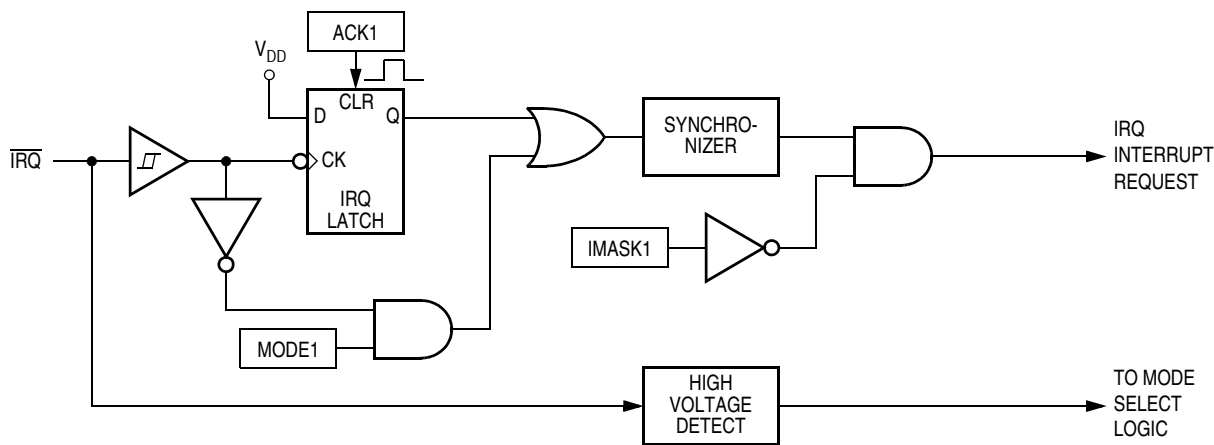 ACK1
VDD
CLR
D
Q
IRQ
CK
IRQ
LATCH
SYNCHRO-
NIZER
IRQ
INTERRUPT
REQUEST
IMASK1
MODE1
HIGH
VOLTAGE
DETECT
TO MODE
SELECT
LOGIC